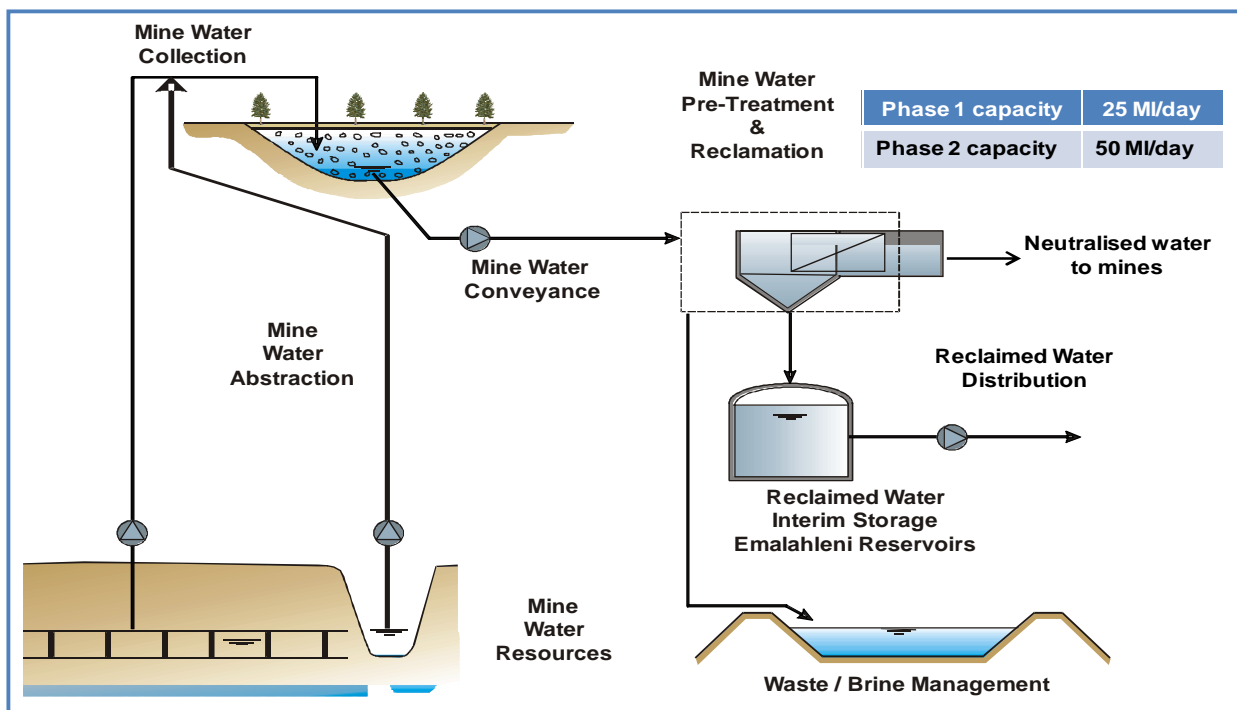 Mine Water
Collection
Mine Water
Pre-Treatment
&
Reclamation
Phase 1 capacity 25 Ml/day
Phase 2 capacity 50 Ml/day
Neutralised water
to mines
Mine Water
Conveyance
Mine
Water
Abstraction
Reclaimed Water
Distribution
Reclaimed Water
Interim Storage
Emalahleni Reservoirs
Mine
Water
Resources
Waste / Brine Management